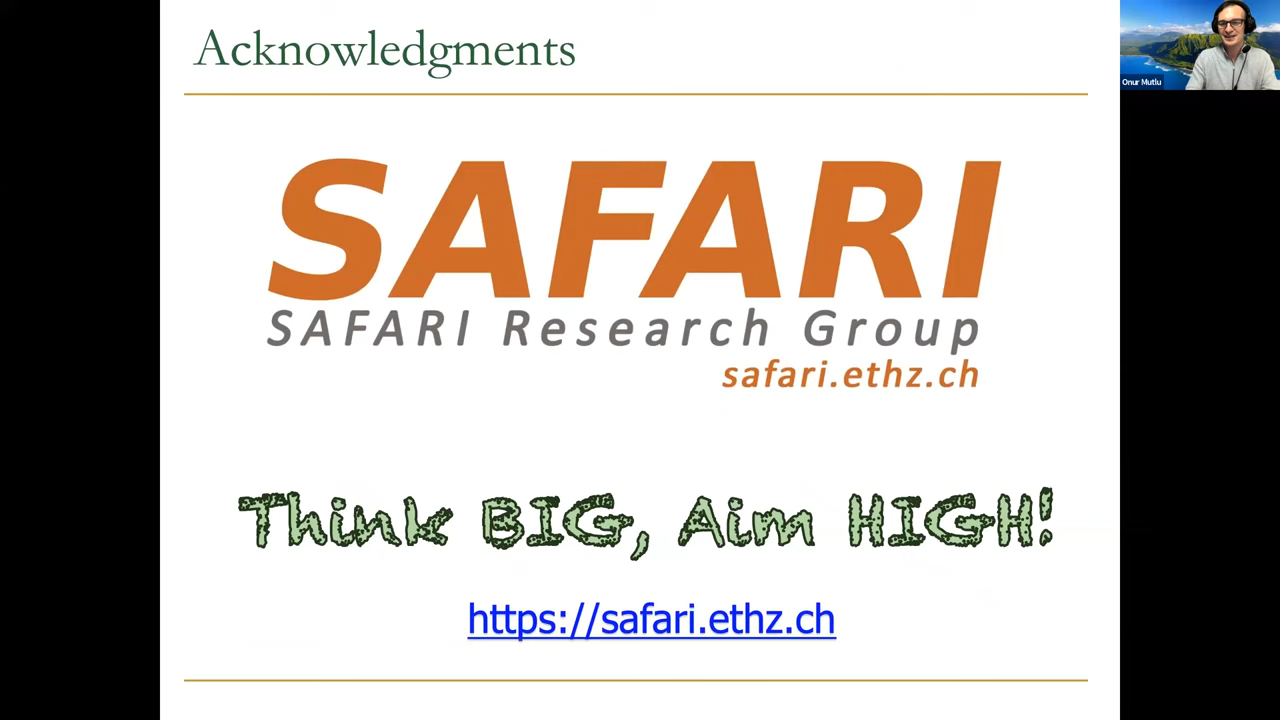 Acknowledgments
Onur Mutlu
SAFARI
SAFARI Research Group
safari.ethz.ch
Think BIG, Aim HIGH!
https://safari.ethz.ch